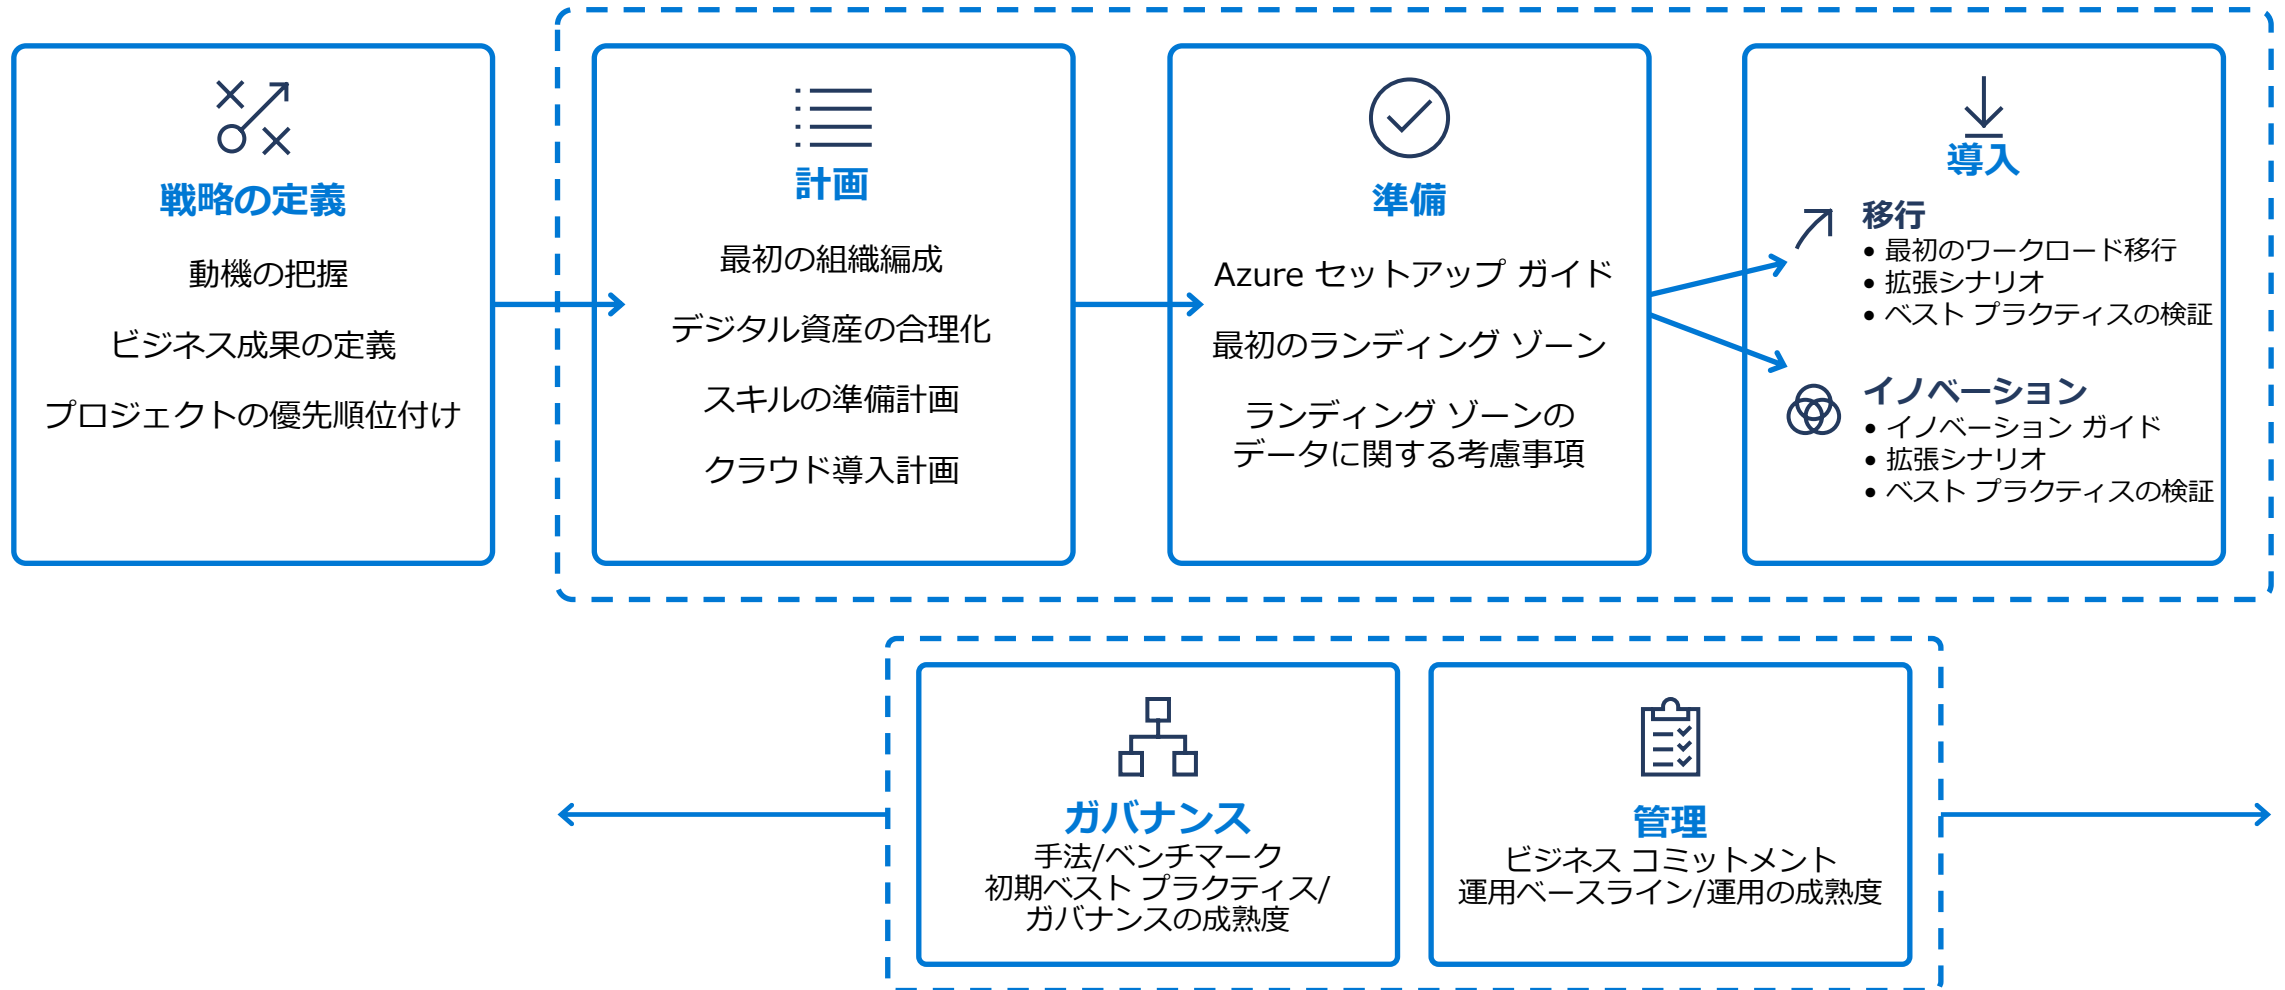 戦略の定義
動機の把握
ビジネス成果の定義
プロジェクトの優先順位付け
計画
最初の組織編成
デジタル資産の合理化
スキルの準備計画
クラウド導入計画
準備
Azure セットアップ ガイド
最初のランディング ゾーン
ランディング ゾーンの
データに関する考慮事項
導入
移行
• 最初のワークロード移行
• 拡張シナリオ
• ベスト プラクティスの検証
イノベーション
• イノベーション ガイド
• 拡張シナリオ
• ベスト プラクティスの検証
ガバナンス
手法/ベンチマーク
初期ベスト プラクティス/
ガバナンスの成熟度
管理
ビジネス コミットメント
運用ベースライン/運用の成熟度